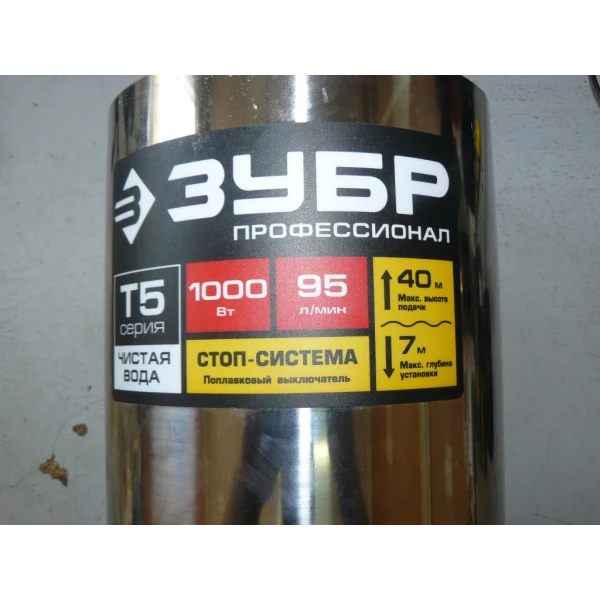 ЗУБР
ПРОФЕССИОНАЛ
Т5
серия
1000
Вт
95
л/мин
40 м
Макс. высота
подачи
ЧИСТАЯ
ВОДА
СТОП-СИСТЕМА
Поплавковый выключатель
7 м
Макс. глубина
установки